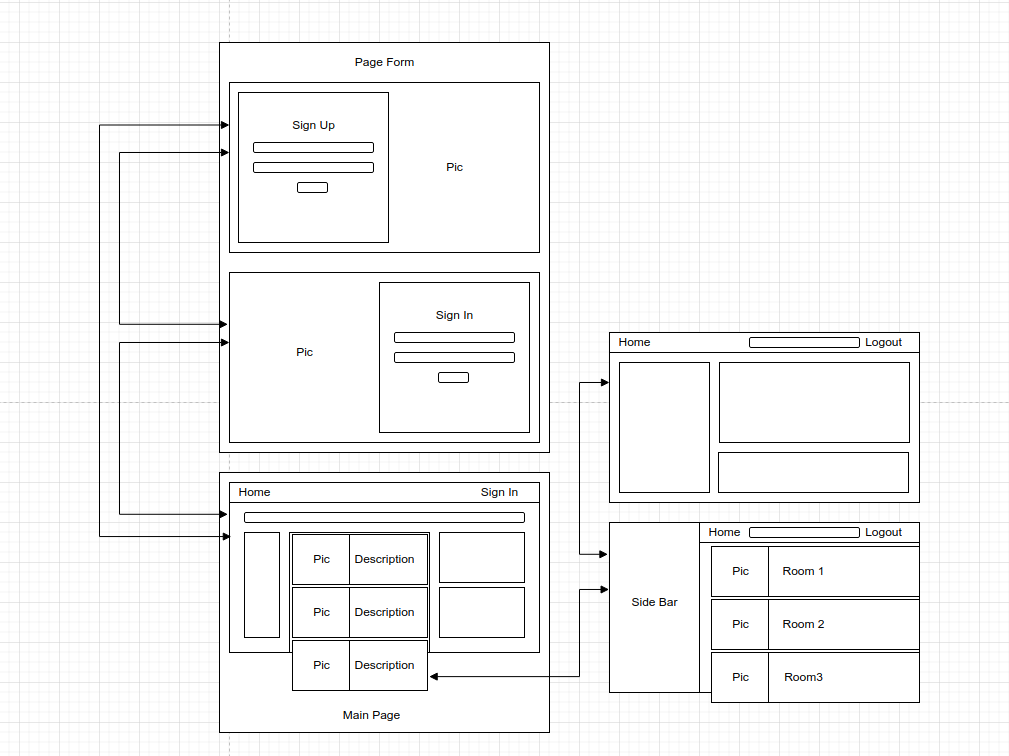 Page Form
Sign Up
Pic
Pic
Sign In
Home Sign In
Pic Description
Pic Description
Pic Description
Main Page
Home Logout
Side Bar
Home Logout
Pic Room 1
Pic Room 2
Pic Room3